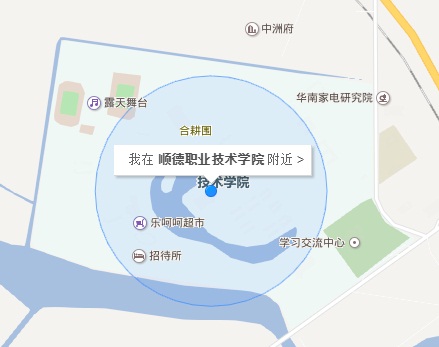 中洲府
华南家电研究院
露天舞台
合耕围
我在 顺德职业技术学院 附近 >
技术学院
乐呵呵超市
学习交流中心
招待所